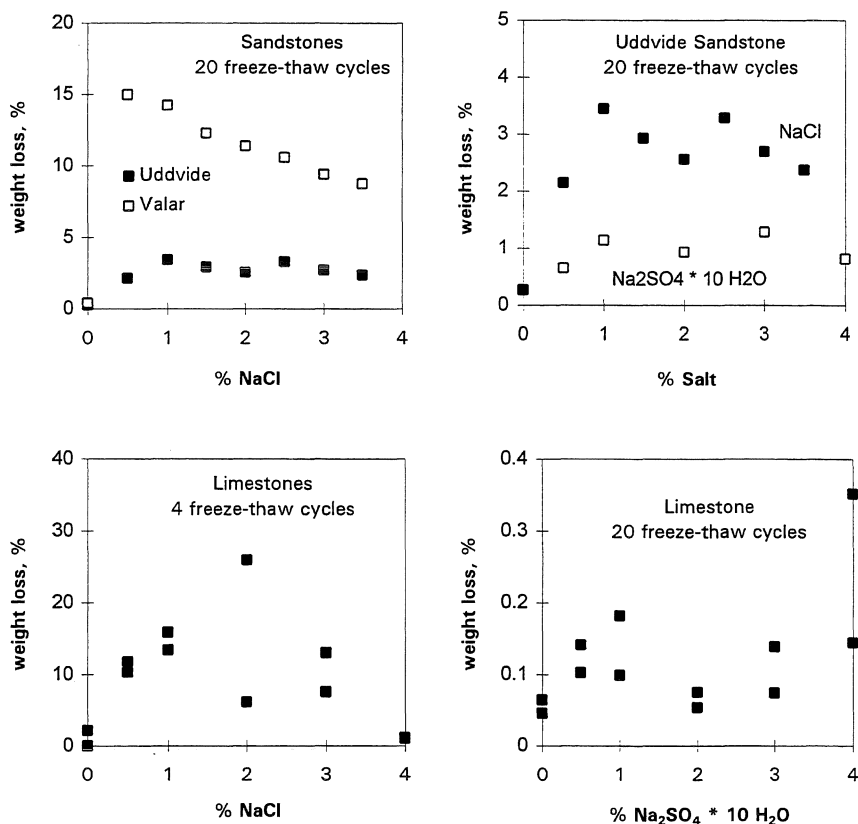 20
15
10
5
0
weight loss, %
Sandstones
20 freeze-thaw cycles
Uddvide
Valar
0 1 2 3 4
% NaCl
5
4
3
2
1
0
weight loss, %
Uddvide Sandstone
20 freeze-thaw cycles
NaCl
Na2SO4 * 10 H2O
0 1 2 3 4
% Salt
40
30
20
10
0
weight loss, %
Limestones
4 freeze-thaw cycles
0 1 2 3 4
% NaCl
0.4
0.3
0.2
0.1
0
weight loss, %
Limestone
20 freeze-thaw cycles
0 1 2 3 4
% Na₂SO₄ * 10 H₂O